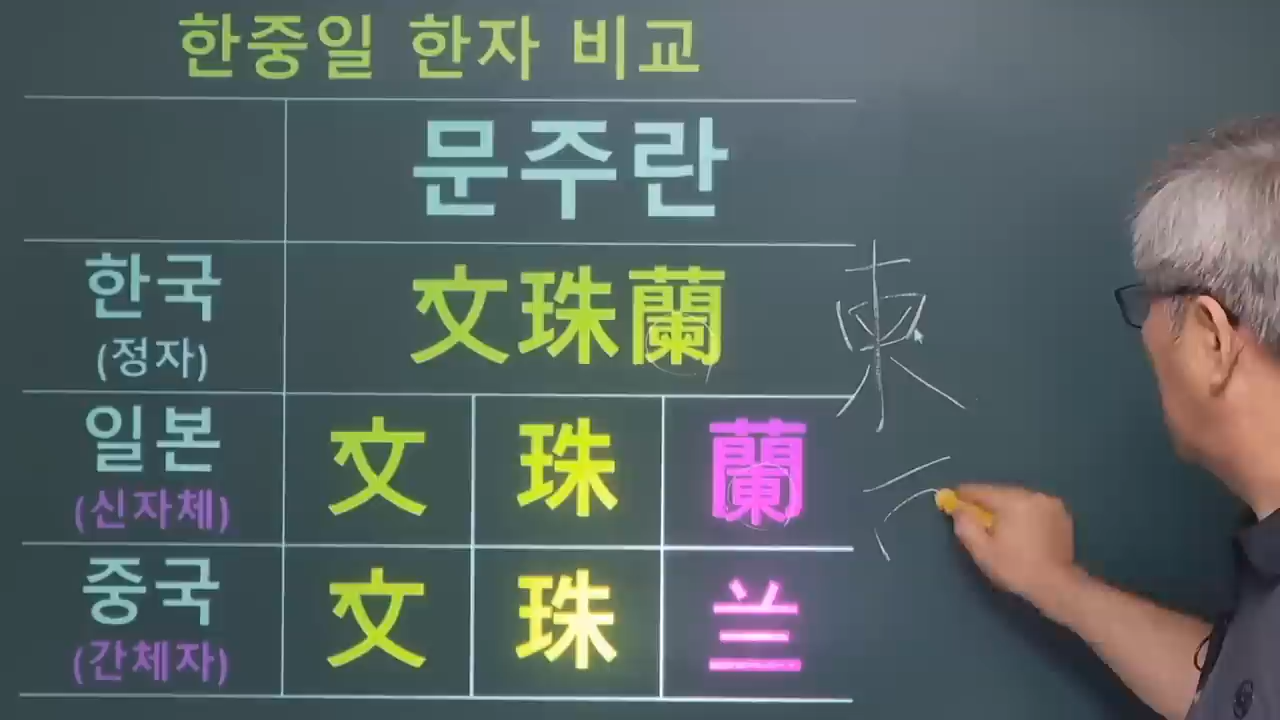 한중일 한자 비교
문주란
한국
(정자)
文珠蘭
柬
일본
(신자체)
文 珠 蘭
중국
(간체자)
文 珠 兰